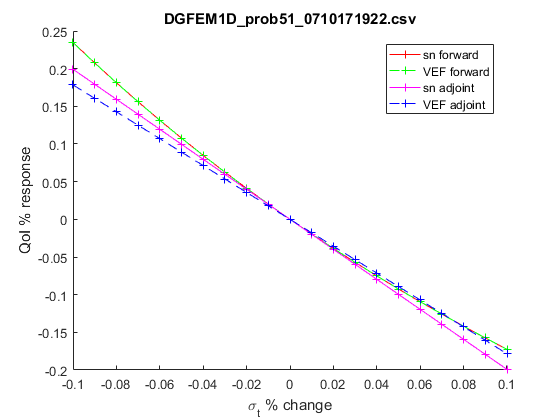 DGFEM1D_prob51_0710171922.csv
0.25
0.2
0.15
0.1
0.05
0
-0.05
-0.1
-0.15
-0.2
QoI % response
sn forward
VEF forward
sn adjoint
VEF adjoint
-0.1 -0.08 -0.06 -0.04 -0.02 0 0.02 0.04 0.06 0.08 0.1
σt % change